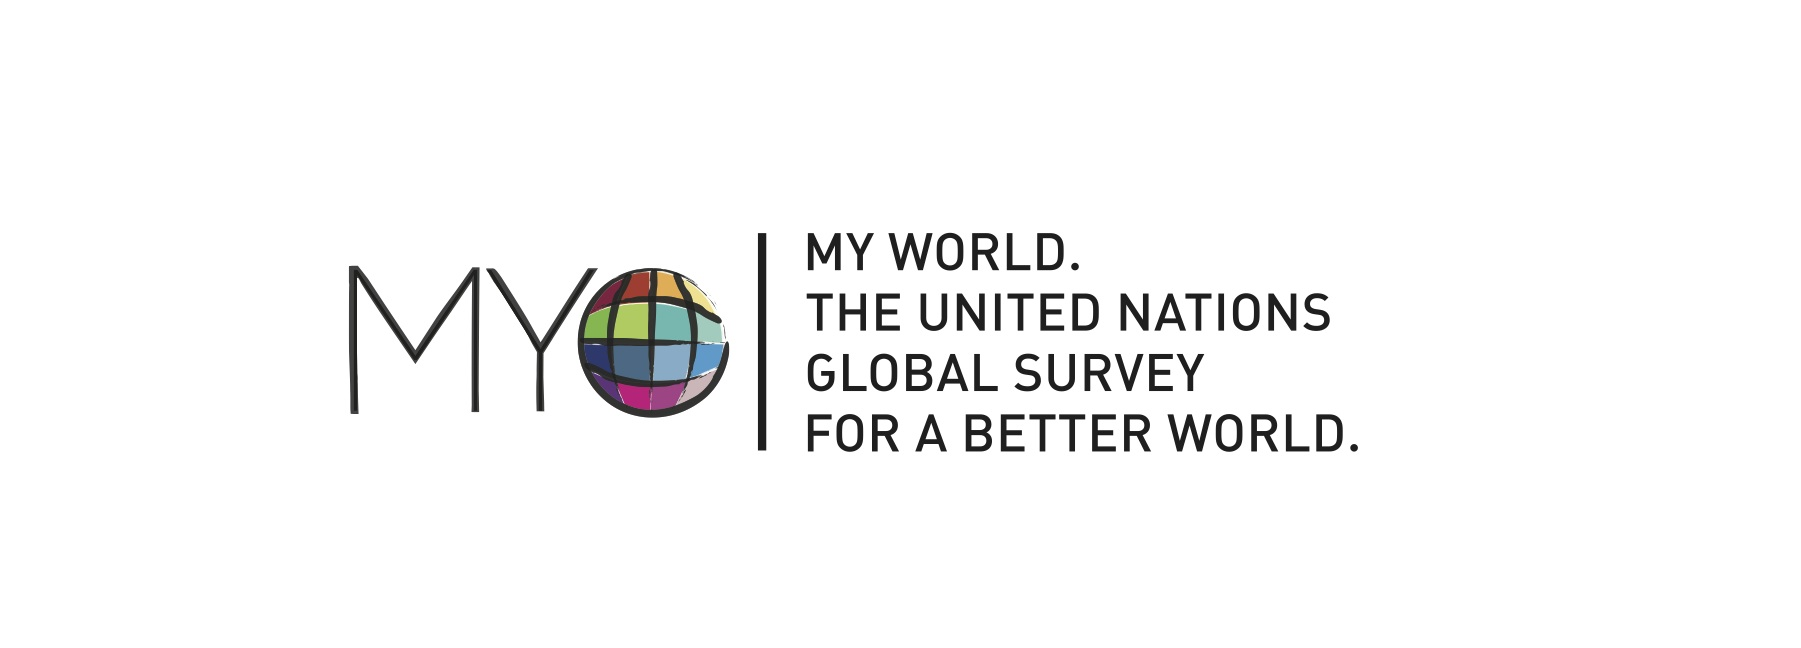 MY
MY WORLD.
THE UNITED NATIONS
GLOBAL SURVEY
FOR A BETTER WORLD.